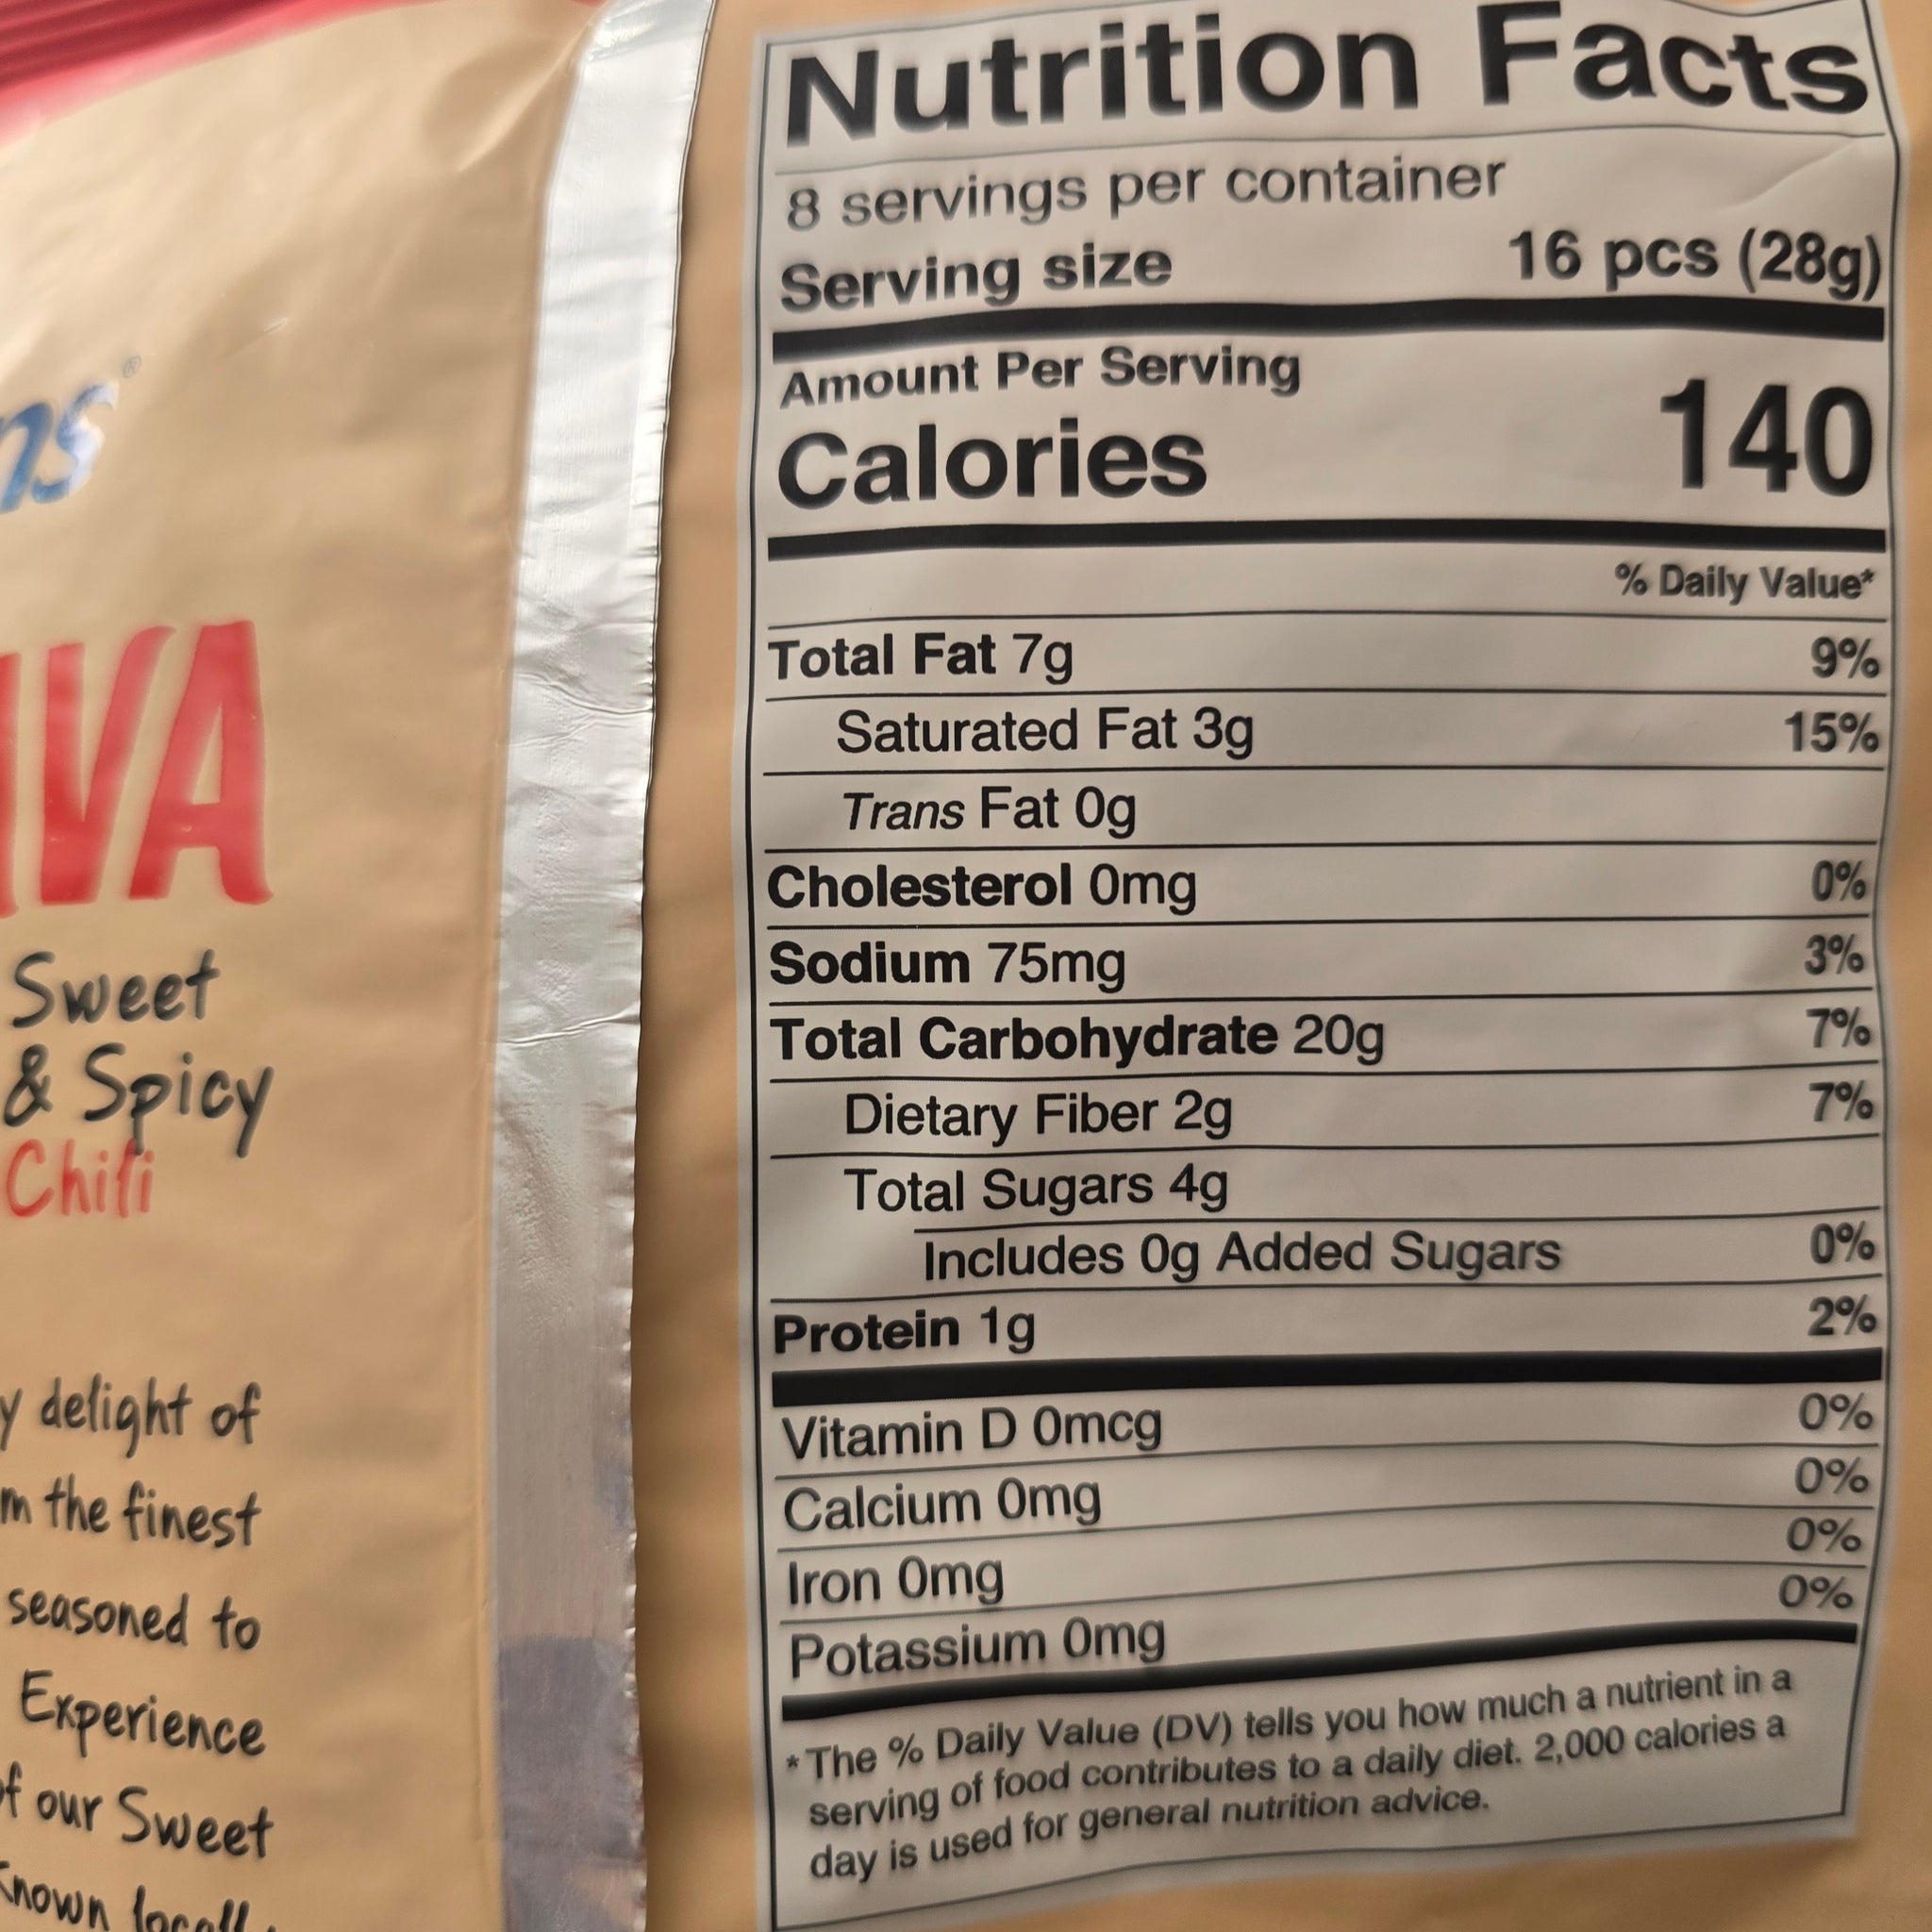 ns®
VA
Sweet
& Spicy
Chili
delight of
the finest
seasoned to
Experience
of our Sweet
Known
Nutrition Facts
8 servings per container
Serving size 16 pcs (28g)
Amount Per Serving
Calories 140
% Daily Value*
Total Fat 7g 9%
Saturated Fat 3g 15%
Trans Fat 0g
Cholesterol 0mg 0%
Sodium 75mg 3%
Total Carbohydrate 20g 7%
Dietary Fiber 2g 7%
Total Sugars 4g
Includes 0g Added Sugars 0%
Protein 1g 2%
Vitamin D 0mcg 0%
Calcium 0mg 0%
Iron 0mg 0%
Potassium 0mg 0%
*The % Daily Value (DV) tells you how much a nutrient in a
serving of food contributes to a daily diet. 2,000 calories a
day is used for general nutrition advice.